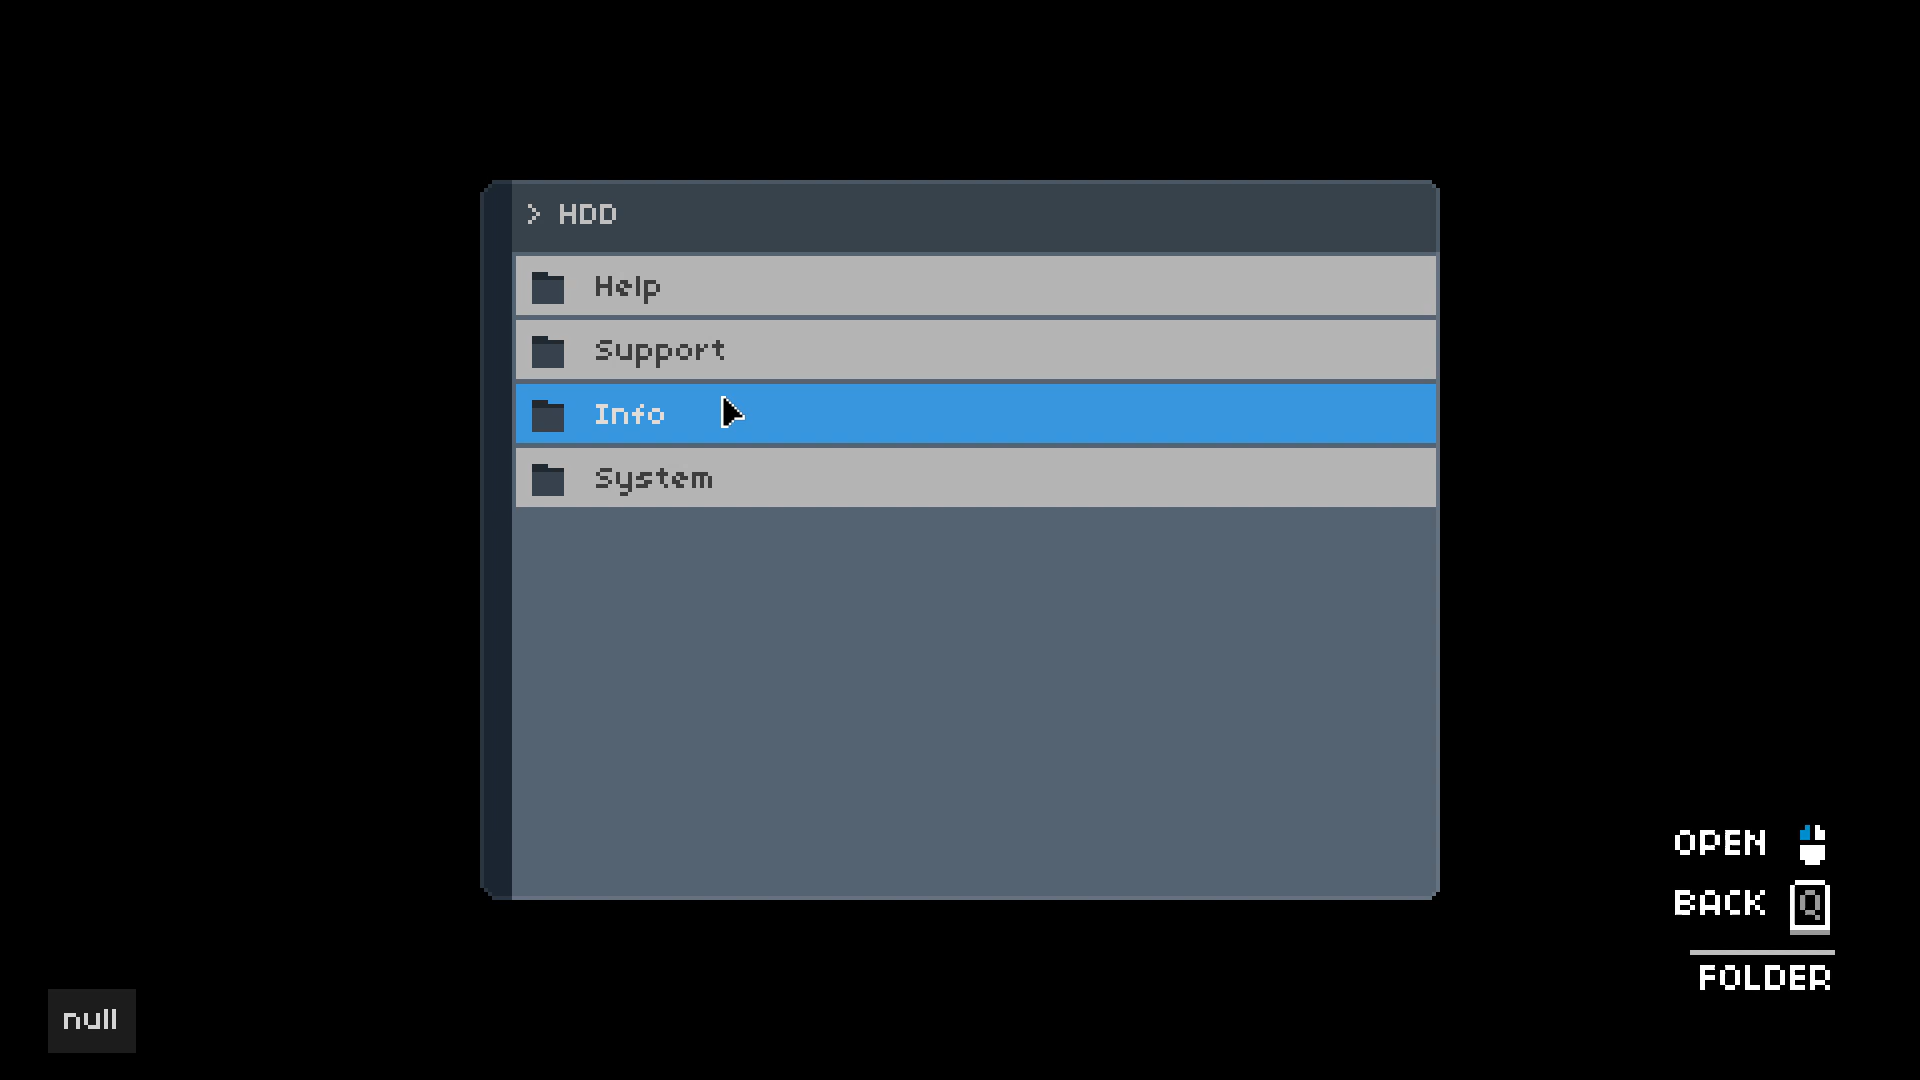 > HDD
Help
Support
Info
System
OPEN
BACK Q
FOLDER
null